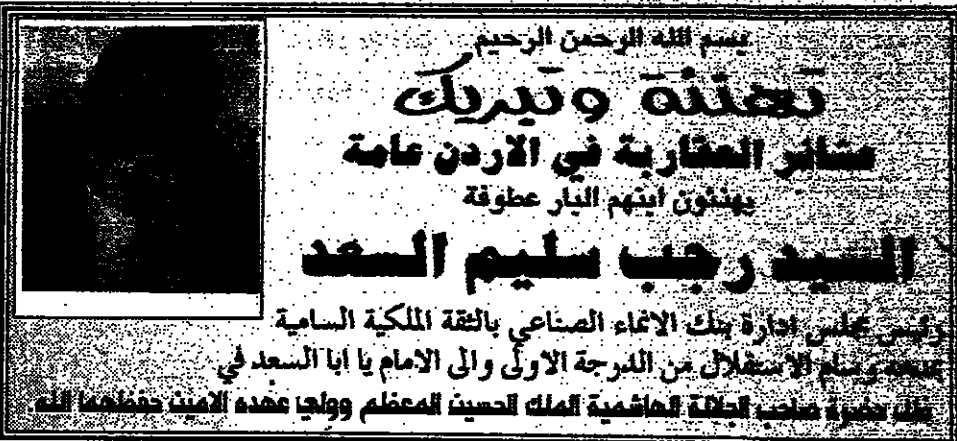 بسم الله الرحمن الرحيم
تهنئة وتبريك
عشائر العقاربة في الاردن عامة
يهنئون ابنهم البار عطوفة
السيد رجب سليم السعد
رئيس مجلس ادارة بنك الانماء الصناعي بالثقة الملكية السامية
بمنحه وسام الاستقلال من الدرجة الاولى والى الامام يا ابا السعد في
ظل حضرة صاحب الجلالة الهاشمية الملك الحسين المعظم وولي عهده الامين حفظهما الله